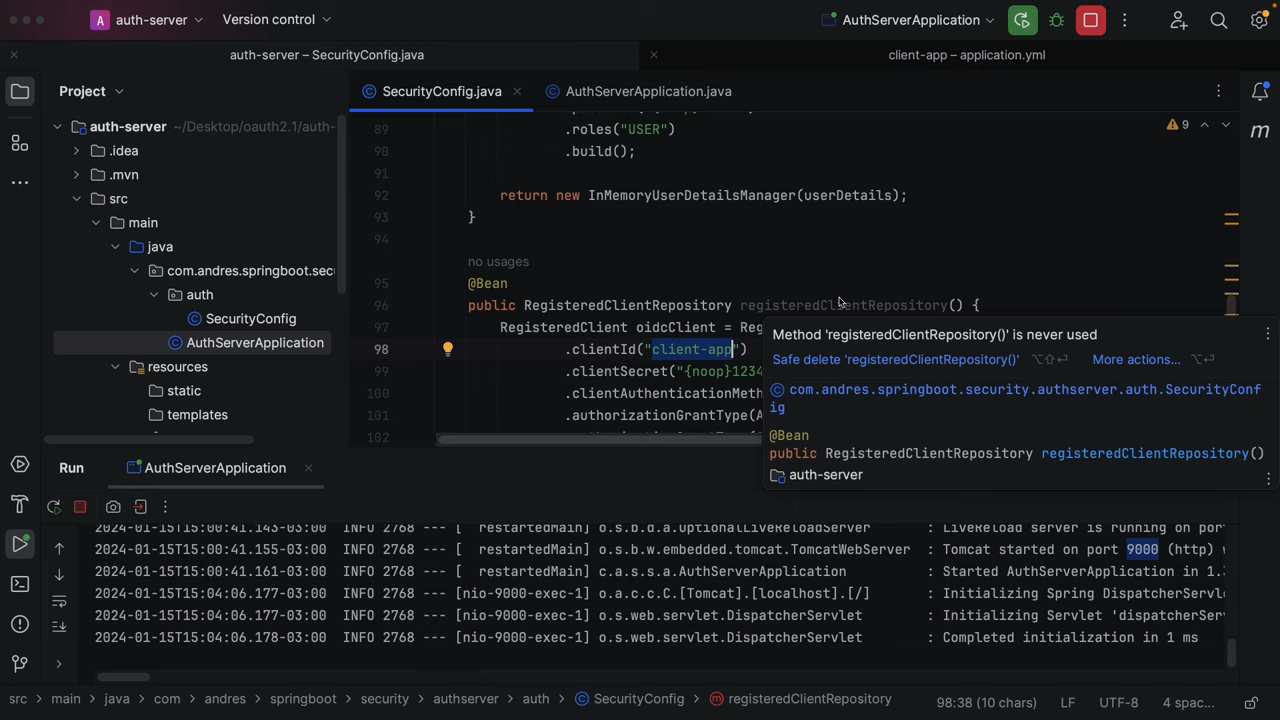 A auth-server Version control AuthServerApplication
auth-server – SecurityConfig.java client-app – application.yml
Project SecurityConfig.java AuthServerApplication.java
auth-server ~/Desktop/oauth2.1/auth-
.idea
.mvn
src
main
java
com.andres.springboot.sec
auth
SecurityConfig
AuthServerApplication
resources
static
templates
9
89
90
91
92
93
94
95
96
97
98
99
100
101
102
.roles("USER")
.build();
return new InMemoryUserDetailsManager(userDetails);
}
no usages
@Bean
public RegisteredClientRepository registeredClientRepository() {
RegisteredClient oidcClient = Reg
.clientId("client-app")
.clientSecret("{noop}1234
.clientAuthenticationMeth
.authorizationGrantType(A
Method 'registeredClientRepository()' is never used
Safe delete 'registeredClientRepository()' ⌥⇧⏎ More actions... ⌥⏎
com.andres.springboot.security.authserver.auth.SecurityConf
ig
@Bean
public RegisteredClientRepository registeredClientRepository()
auth-server
Run AuthServerApplication
2024-01-15T15:00:41.143-03:00 INFO 2768 --- [ restartedMain] o.s.b.d.a.OptionalLiveReloadServer : LiveReload server is running on por
2024-01-15T15:00:41.155-03:00 INFO 2768 --- [ restartedMain] o.s.b.w.embedded.tomcat.TomcatWebServer : Tomcat started on port 9000 (http) w
2024-01-15T15:00:41.161-03:00 INFO 2768 --- [ restartedMain] c.a.s.s.a.AuthServerApplication : Started AuthServerApplication in 1.3
2024-01-15T15:04:06.177-03:00 INFO 2768 --- [nio-9000-exec-1] o.a.c.c.C.[Tomcat].[localhost].[/] : Initializing Spring DispatcherServle
2024-01-15T15:04:06.177-03:00 INFO 2768 --- [nio-9000-exec-1] o.s.web.servlet.DispatcherServlet : Initializing Servlet 'dispatcherServ
2024-01-15T15:04:06.178-03:00 INFO 2768 --- [nio-9000-exec-1] o.s.web.servlet.DispatcherServlet : Completed initialization in 1 ms
src > main > java > com > andres > springboot > security > authserver > auth > SecurityConfig > registeredClientRepository 98:38 (10 chars) LF UTF-8 4 spac...